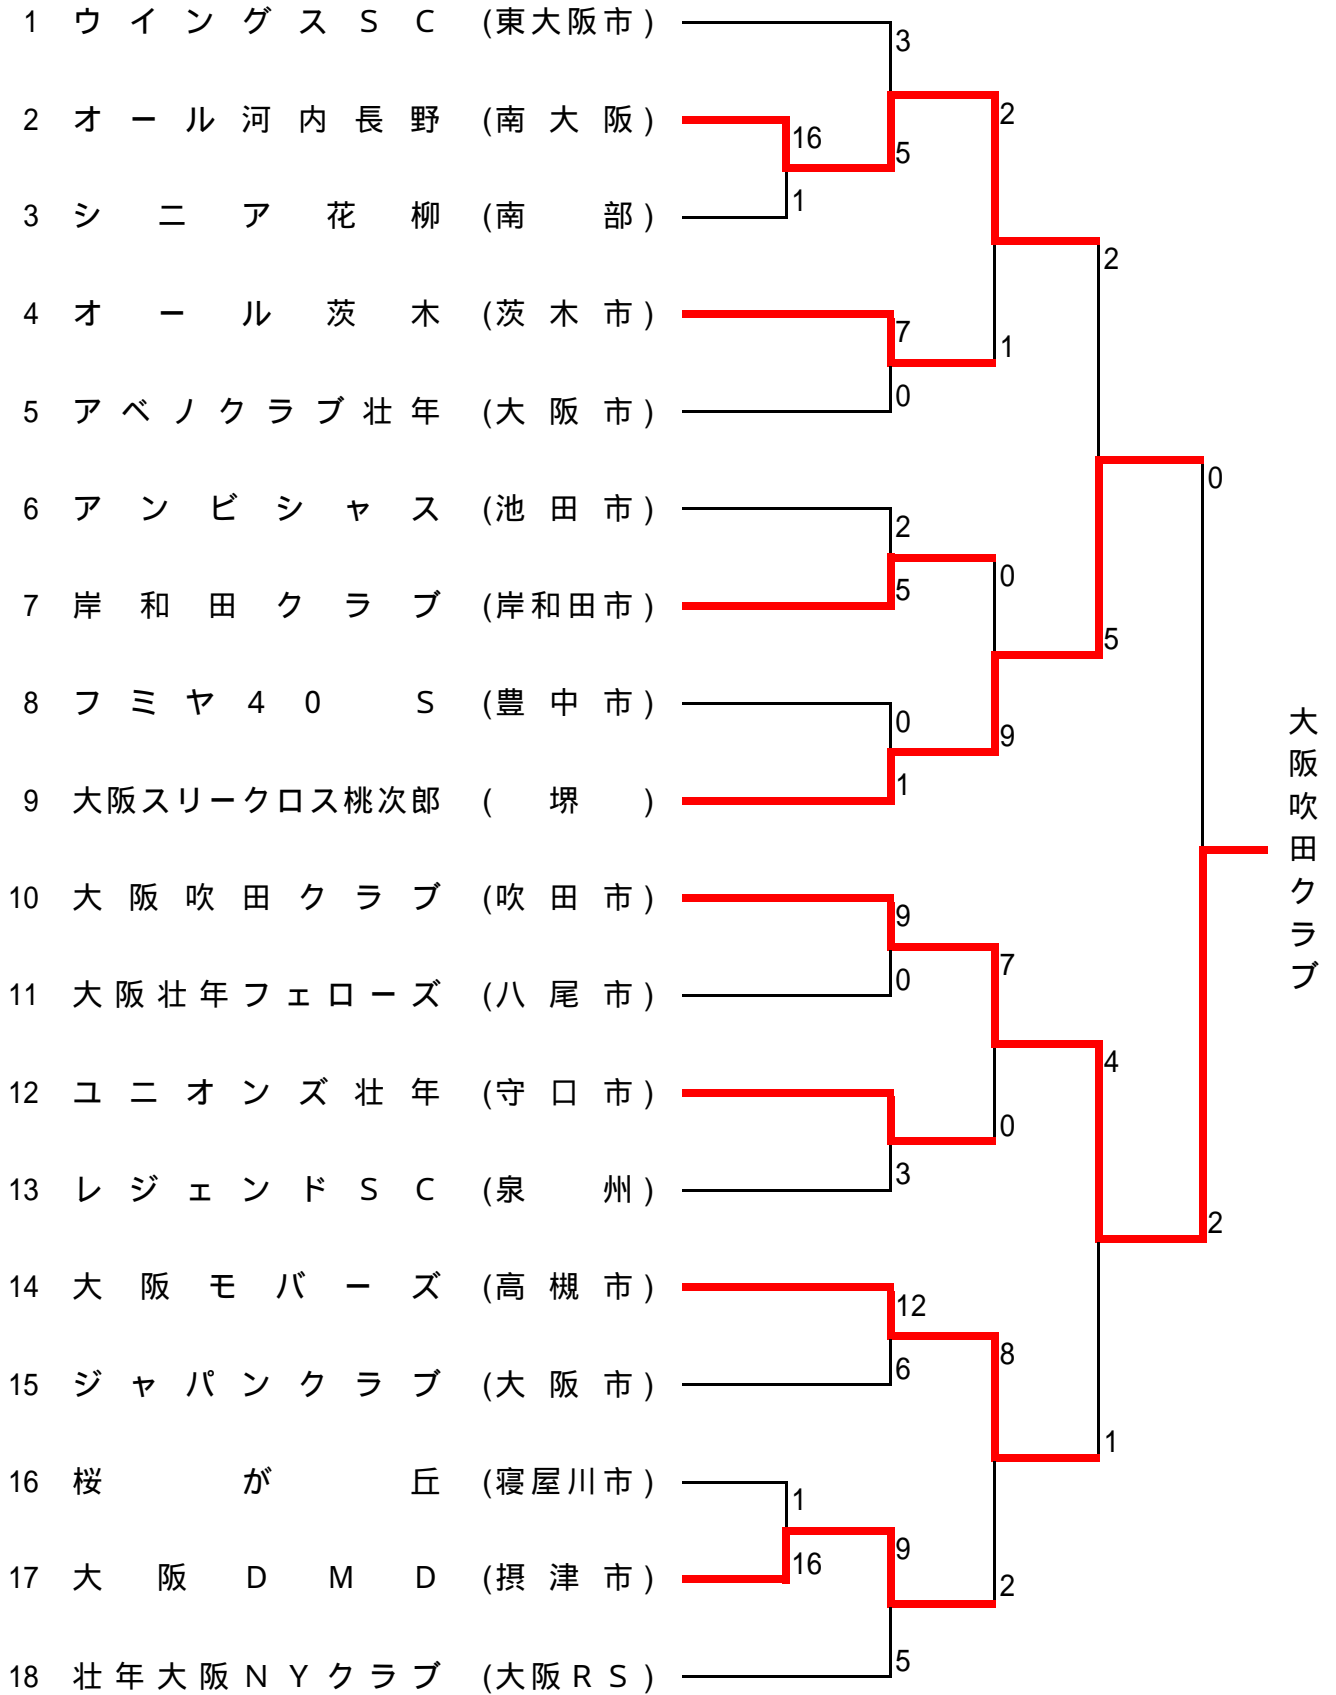 1 ウイングスSC (東大阪市)
3
2 オール河内長野 (南大阪)
16
5
2
3 シニア花柳 (南部)
1
2
4 オール茨木 (茨木市)
7
1
5 アベノクラブ壮年 (大阪市)
0
0
6 アンビシャス (池田市)
2
0
7 岸和田クラブ (岸和田市)
5
5
8 フミヤ40 S (豊中市)
0
9
9 大阪スリークロス桃次郎 (堺)
1
大阪吹田クラブ
10 大阪吹田クラブ (吹田市)
9
7
11 大阪壮年フェローズ (八尾市)
0
4
12 ユニオンズ壮年 (守口市)
0
13 レジェンドSC (泉州)
3
2
14 大阪モバーズ (高槻市)
12
8
15 ジャパンクラブ (大阪市)
6
1
16 桜が丘 (寝屋川市)
1
9
17 大阪DMD (摂津市)
16
2
18 壮年大阪NYクラブ (大阪RS)
5